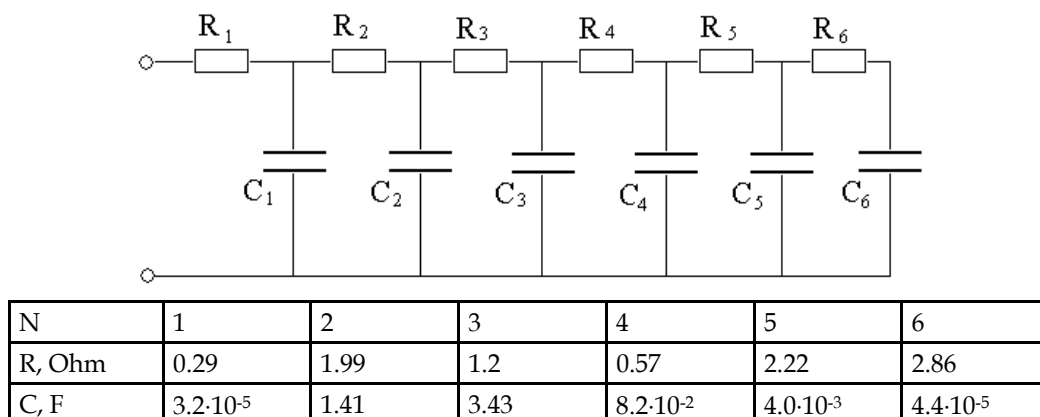 R₁ R₂ R₃ R₄ R₅ R₆
C₁ C₂ C₃ C₄ C₅ C₆
N 1 2 3 4 5 6
R, Ohm 0.29 1.99 1.2 0.57 2.22 2.86
C, F 3.2·10⁻⁵ 1.41 3.43 8.2·10⁻² 4.0·10⁻³ 4.4·10⁻⁵